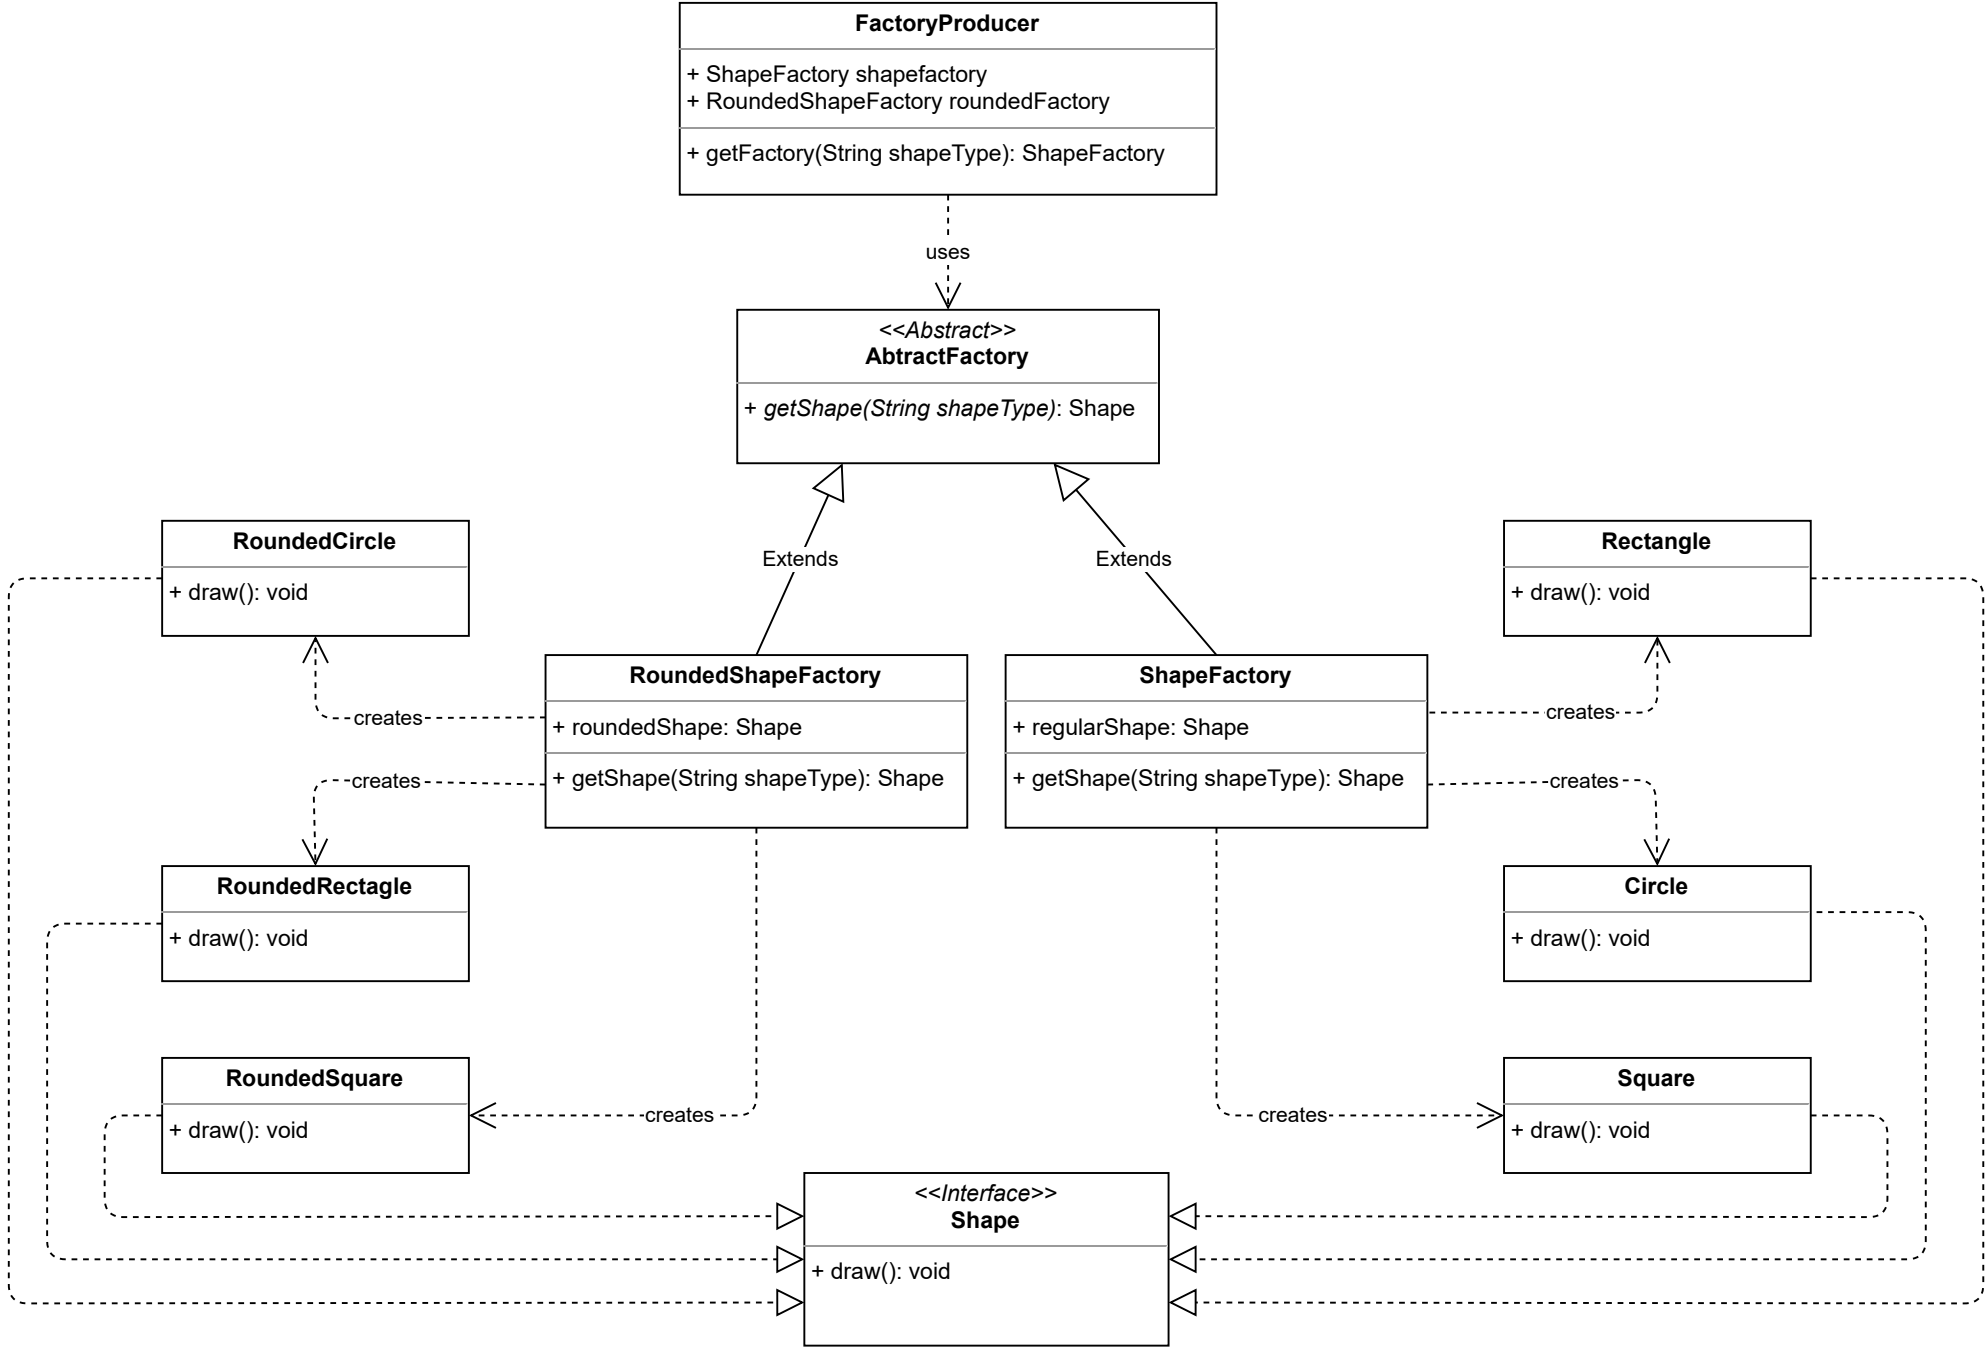 FactoryProducer
+ ShapeFactory shapefactory
+ RoundedShapeFactory roundedFactory
+ getFactory(String shapeType): ShapeFactory
uses
<<Abstract>>
AbtractFactory
+ getShape(String shapeType): Shape
Extends
Extends
RoundedCircle
+ draw(): void
Rectangle
+ draw(): void
RoundedShapeFactory
+ roundedShape: Shape
+ getShape(String shapeType): Shape
ShapeFactory
+ regularShape: Shape
+ getShape(String shapeType): Shape
creates
creates
creates
creates
RoundedRectagle
+ draw(): void
Circle
+ draw(): void
RoundedSquare
+ draw(): void
creates
creates
Square
+ draw(): void
<<Interface>>
Shape
+ draw(): void